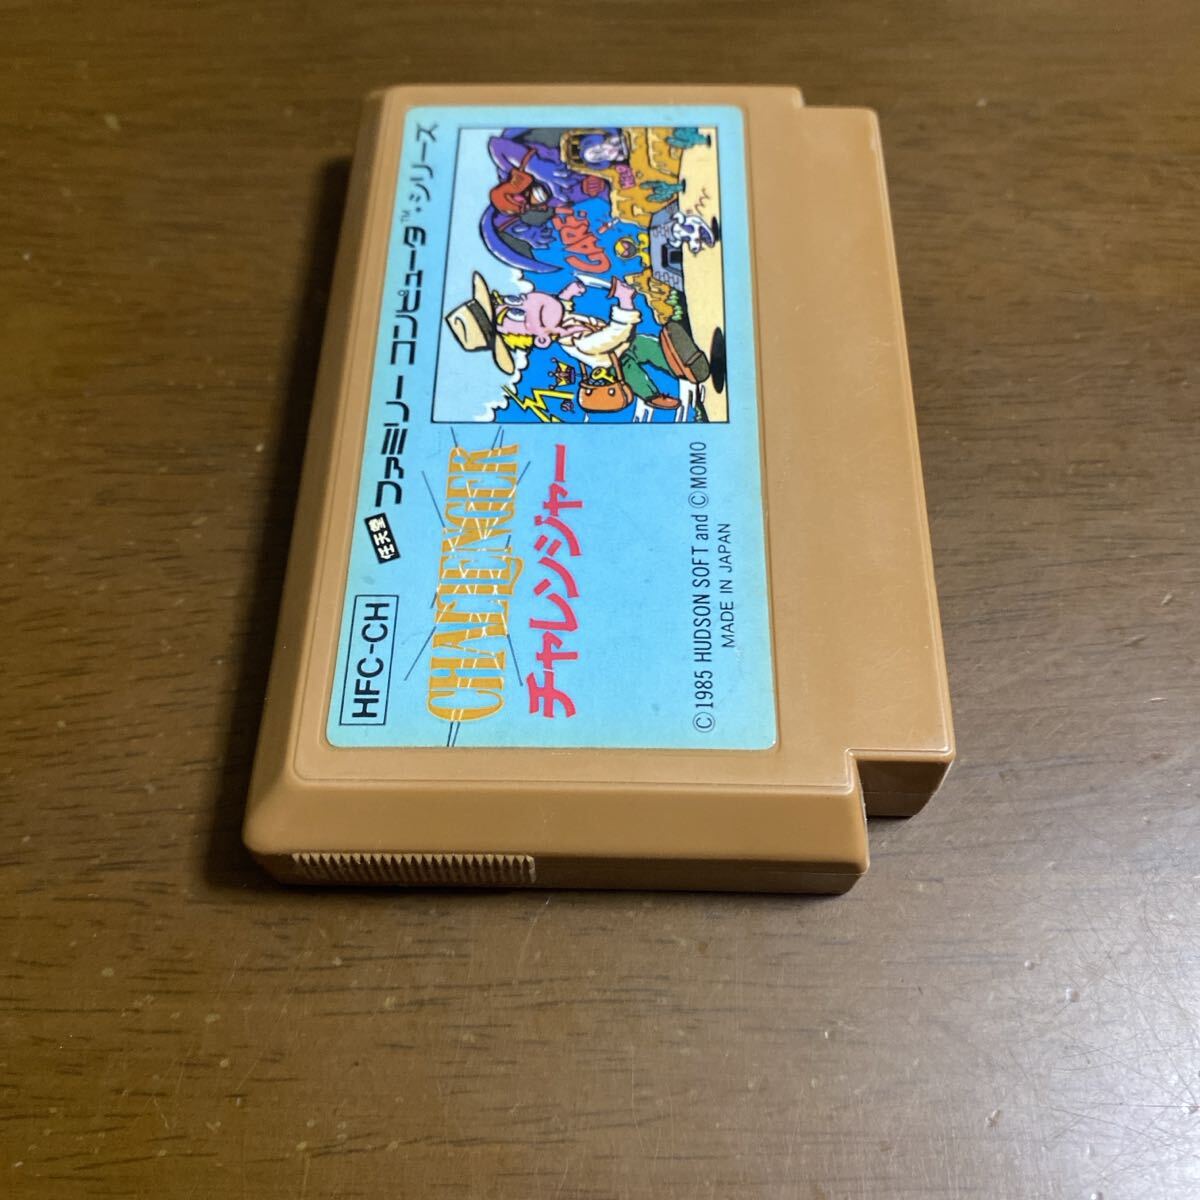 HFC-CH
任天堂 ファミリー コンピュータ™・シリーズ
CHALLENGER
チャレンジャー
GARF!
HELP
©1985 HUDSON SOFT and ©MOMO
MADE IN JAPAN